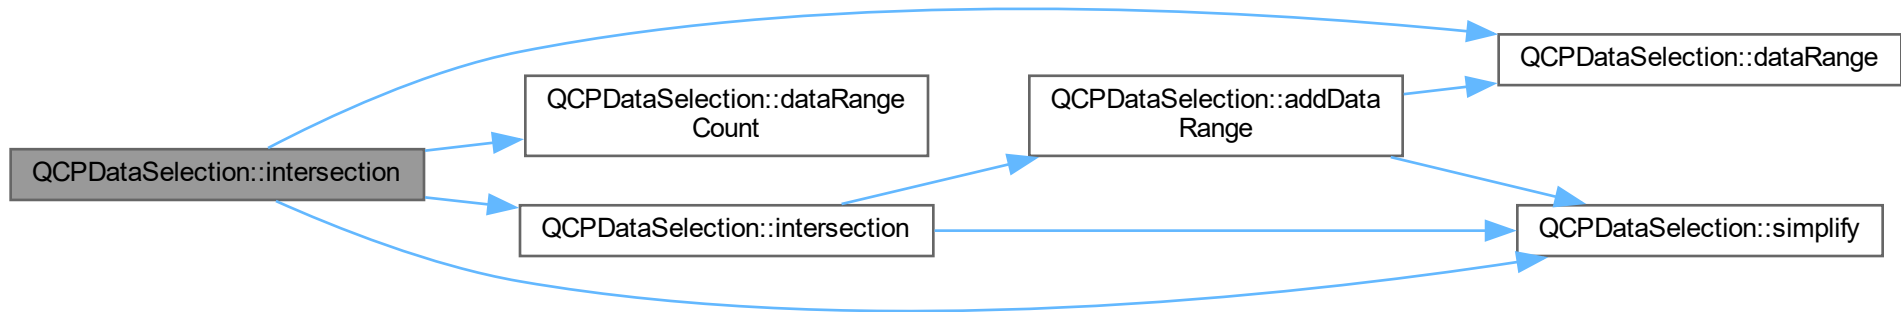 QCPDataSelection::intersection
QCPDataSelection::dataRange
Count
QCPDataSelection::intersection
QCPDataSelection::addData
Range
QCPDataSelection::dataRange
QCPDataSelection::simplify